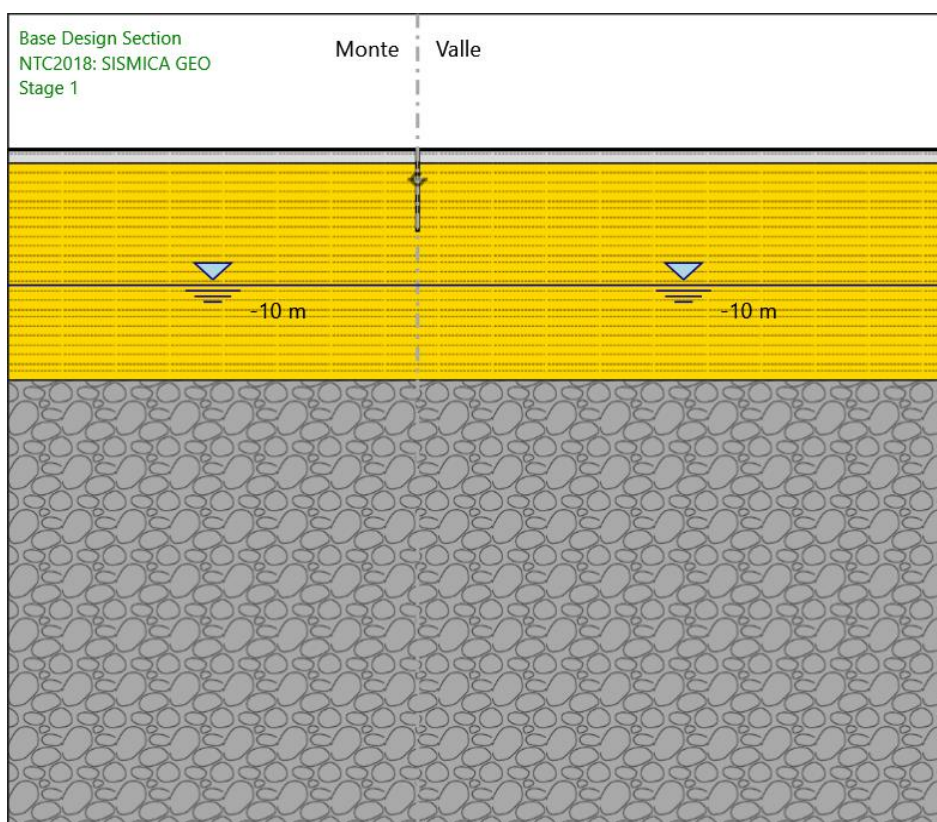 Base Design Section
NTC2018: SISMICA GEO
Stage 1
Monte Valle
-10 m -10 m